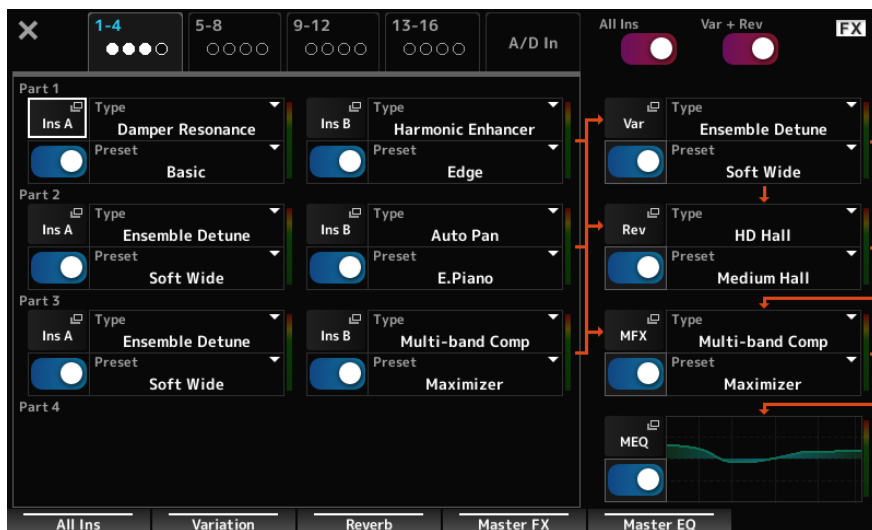 1-4 5-8 9-12 13-16 A/D In All Ins Var + Rev FX
Part 1
Ins A Type Damper Resonance Ins B Type Harmonic Enhancer Var Type Ensemble Detune
Preset Basic Preset Edge Preset Soft Wide
Part 2
Ins A Type Ensemble Detune Ins B Type Auto Pan Rev Type HD Hall
Preset Soft Wide Preset E.Piano Preset Medium Hall
Part 3
Ins A Type Ensemble Detune Ins B Type Multi-band Comp MFX Type Multi-band Comp
Preset Soft Wide Preset Maximizer Preset Maximizer
Part 4
MEQ
All Ins Variation Reverb Master FX Master EQ